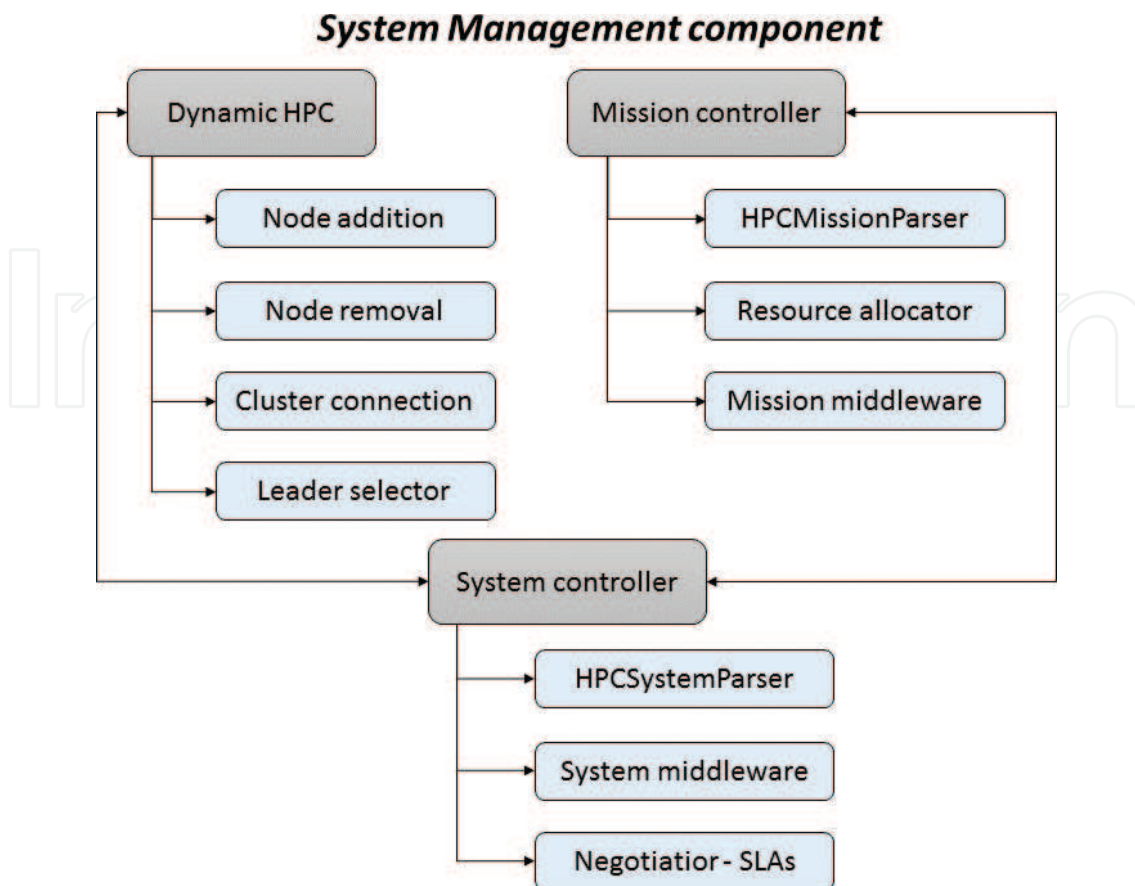 System Management component
Dynamic HPC
Node addition
Node removal
Cluster connection
Leader selector
Mission controller
HPCMissionParser
Resource allocator
Mission middleware
System controller
HPCSystemParser
System middleware
Negotiatior - SLAs